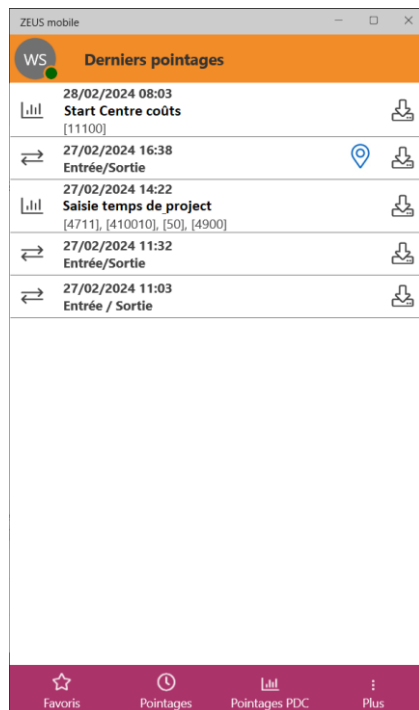 ZEUS mobile
WS
Derniers pointages
28/02/2024 08:03
Start Centre coûts
[11100]
27/02/2024 16:38
Entrée/Sortie
27/02/2024 14:22
Saisie temps de project
[4711], [410010], [50], [4900]
27/02/2024 11:32
Entrée/Sortie
27/02/2024 11:03
Entrée / Sortie
Favoris
Pointages
Pointages PDC
Plus